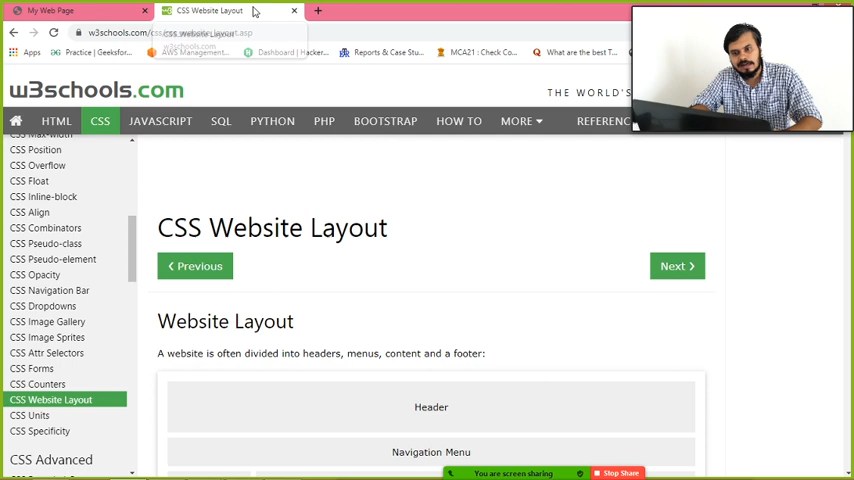 My Web Page
CSS Website Layout
w3schools.com/css/css_website_layout.asp
CSS Website Layout
w3schools.com
Apps
Practice | Geeksfor...
AWS Management...
Dashboard | Hacker...
Reports & Case Stu...
MCA21 : Check Co...
What are the best T...
w3schools.com
THE WORLD'S
HTML
CSS
JAVASCRIPT
SQL
PYTHON
PHP
BOOTSTRAP
HOW TO
MORE
REFERENC
CSS Max-width
CSS Position
CSS Overflow
CSS Float
CSS Inline-block
CSS Align
CSS Combinators
CSS Pseudo-class
CSS Pseudo-element
CSS Opacity
CSS Navigation Bar
CSS Dropdowns
CSS Image Gallery
CSS Image Sprites
CSS Attr Selectors
CSS Forms
CSS Counters
CSS Website Layout
CSS Units
CSS Specificity
CSS Advanced
CSS Website Layout
❮ Previous
Next ❯
Website Layout
A website is often divided into headers, menus, content and a footer:
Header
Navigation Menu
You are screen sharing
Stop Share